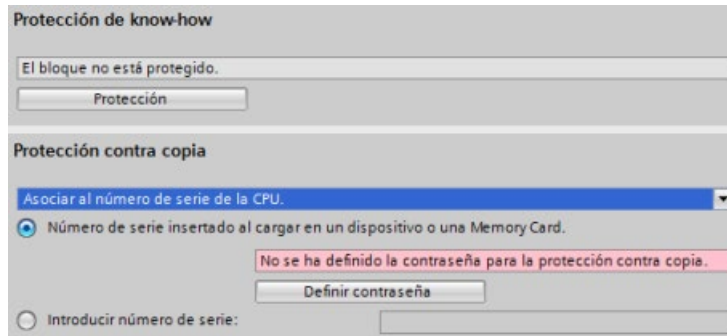 Protección de know-how
El bloque no está protegido.
Protección
Protección contra copia
Asociar al número de serie de la CPU.
Número de serie insertado al cargar en un dispositivo o una Memory Card.
No se ha definido la contraseña para la protección contra copia.
Definir contraseña
Introducir número de serie: